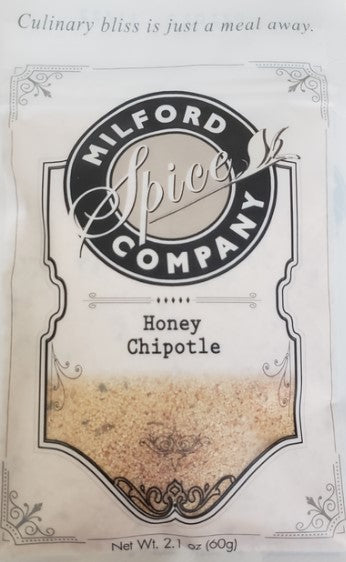 Culinary bliss is just a meal away.
MILFORD
Spice
COMPANY
Honey
Chipotle
Net Wt. 2.1 oz (60g)